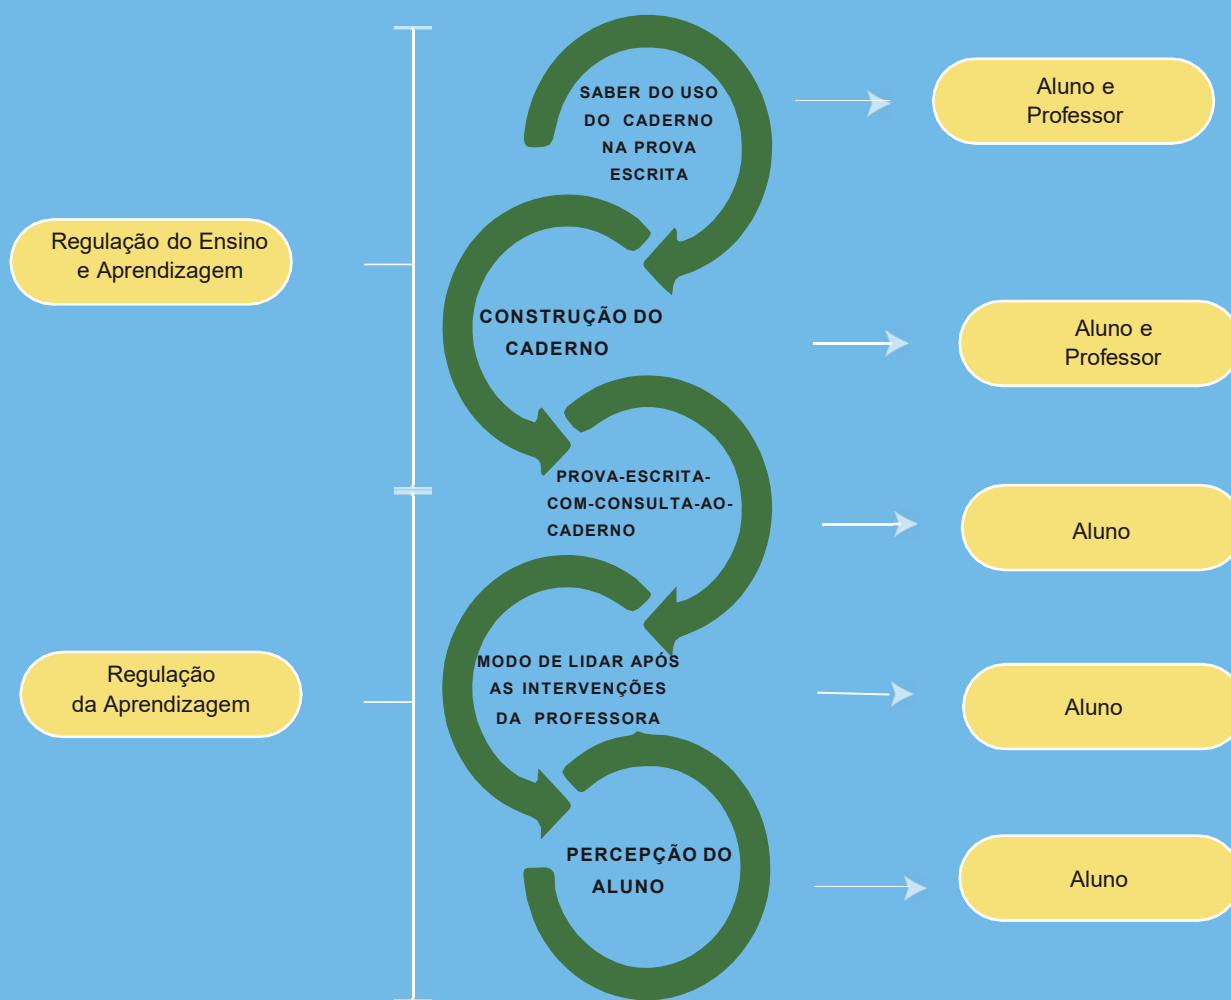 SABER DO USO
DO CADERNO
NA PROVA
ESCRITA
Aluno e
Professor
Regulação do Ensino
e Aprendizagem
CONSTRUÇÃO DO
CADERNO
Aluno e
Professor
PROVA-ESCRITA-
COM-CONSULTA-AO-
CADERNO
Aluno
Regulação
da Aprendizagem
MODO DE LIDAR APÓS
AS INTERVENÇÕES
DA PROFESSORA
Aluno
PERCEPÇÃO DO
ALUNO
Aluno